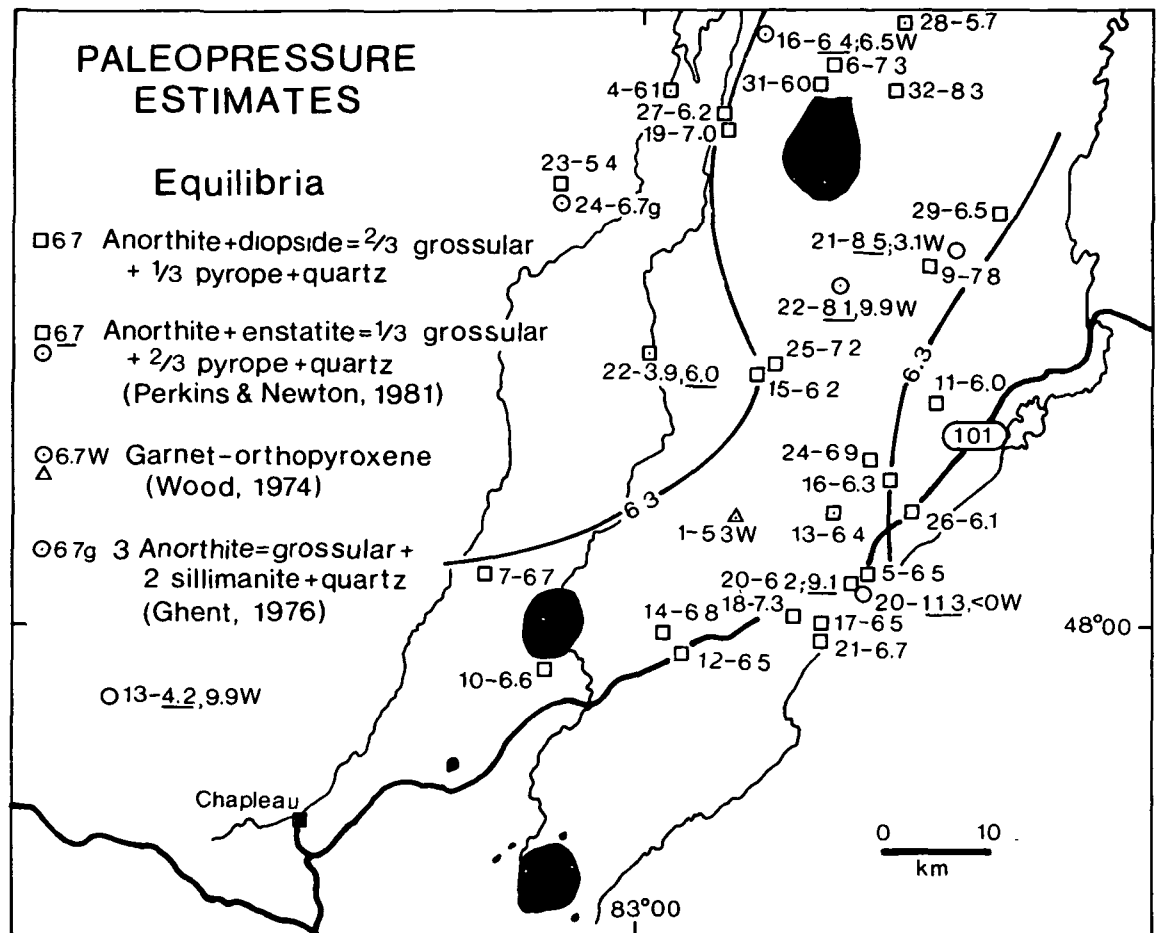 PALEOPRESSURE
ESTIMATES
Equilibria
□6 7 Anorthite+diopside=2/3 grossular
+ 1/3 pyrope+quartz
□6.7 Anorthite+enstatite=1/3 grossular
+ 2/3 pyrope+quartz
(Perkins & Newton, 1981)
⊙6.7W Garnet-orthopyroxene
(Wood, 1974)
⊙6 7g 3 Anorthite=grossular+
2 sillimanite+quartz
(Ghent, 1976)
28-5.7
16-6 4;6.5W
6-7 3
4-6 1
31-6 0
32-8 3
27-6.2
19-7.0
23-5 4
24-6.7g
29-6.5
21-8 5,3.1W
9-7 8
22-8 1,9.9W
25-7 2
22-3.9,6.0
15-6 2
6.3
11-6.0
101
24-6 9
16-6.3
6 3
1-5 3W
13-6 4
26-6.1
7-6 7
5-6 5
20-6 2;9.1
20-11 3,<0W
14-6 8
18-7.3
17-6 5
48°00
21-6.7
12-6 5
10-6.6
13-4.2,9.9W
Chapleau
0 10
km
83°00